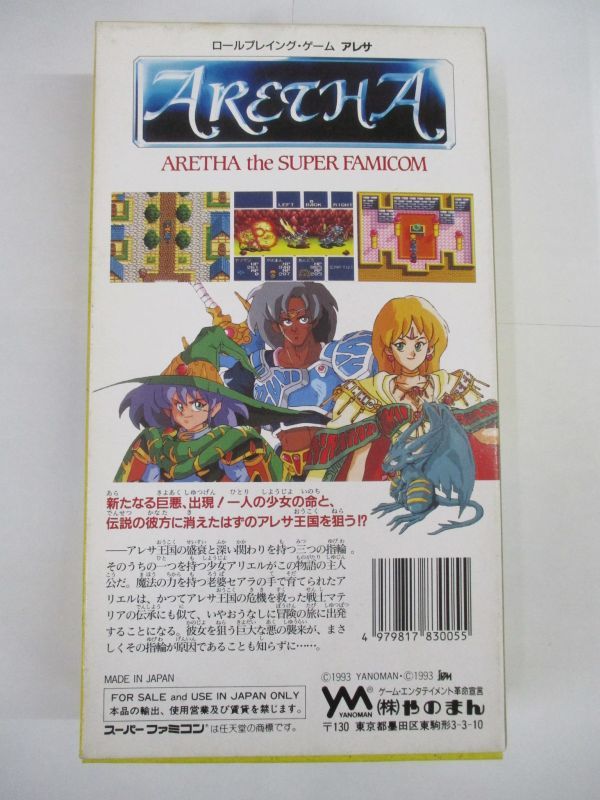 ロールプレイング・ゲーム アレサ
ARETHA
ARETHA the SUPER FAMICOM
LEFT BACK RIGHT
新たなる巨悪、出現！一人の少女の命と、
伝説の彼方に消えたはずのアレサ王国を狙う!?
――アレサ王国の盛衰と深い関わりを持つ三つの指輪。
そのうちの一つを持つ少女アリエルがこの物語の主人
公だ。魔法の力を持つ老婆セアラの手で育てられたア
リエルは、かつてアレサ王国の危機を救った戦士マテ
リアの伝承にも似て、いやおうなしに冒険の旅に出発
することになる。彼女を狙う巨大な悪の襲来が、まさ
しくその指輪が原因であることも知らずに……。
4 979817 830055
MADE IN JAPAN
©1993 YANOMAN・©1993 JAM
FOR SALE and USE IN JAPAN ONLY
本品の輸出、使用営業及び賃貸を禁じます。
スーパーファミコン®は任天堂の商標です。
YM®
YANOMAN
ゲーム・エンタテイメント革命宣言
(株)やのまん
〒130 東京都墨田区東駒形3-3-10